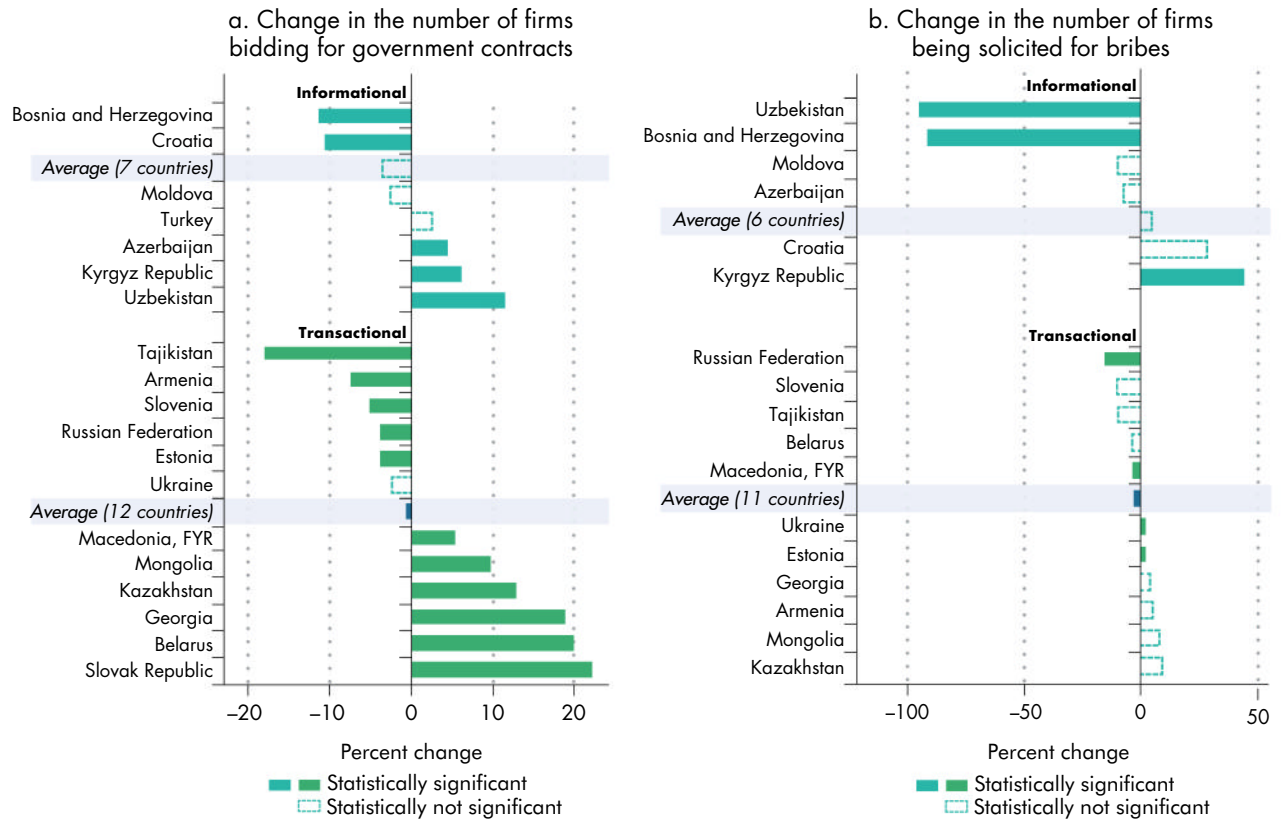 a. Change in the number of firms
bidding for government contracts
Informational
Bosnia and Herzegovina
Croatia
Average (7 countries)
Moldova
Turkey
Azerbaijan
Kyrgyz Republic
Uzbekistan
Transactional
Tajikistan
Armenia
Slovenia
Russian Federation
Estonia
Ukraine
Average (12 countries)
Macedonia, FYR
Mongolia
Kazakhstan
Georgia
Belarus
Slovak Republic
–20 –10 0 10 20
Percent change
Statistically significant
Statistically not significant
b. Change in the number of firms
being solicited for bribes
Informational
Uzbekistan
Bosnia and Herzegovina
Moldova
Azerbaijan
Average (6 countries)
Croatia
Kyrgyz Republic
Transactional
Russian Federation
Slovenia
Tajikistan
Belarus
Macedonia, FYR
Average (11 countries)
Ukraine
Estonia
Georgia
Armenia
Mongolia
Kazakhstan
–100 –50 0 50
Percent change
Statistically significant
Statistically not significant